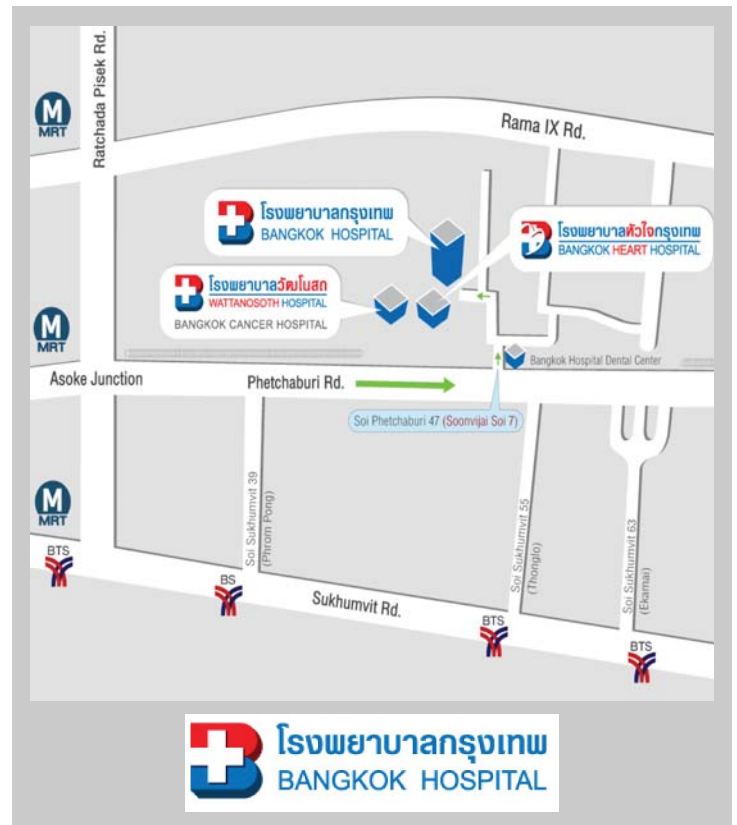 Ratchada Pisek Rd.
M
MRT
Rama IX Rd.
โรงพยาบาลกรุงเทพ
BANGKOK HOSPITAL
โรงพยาบาลหัวใจกรุงเทพ
BANGKOK HEART HOSPITAL
โรงพยาบาลวัฒโนสถ
WATTANOSOTH HOSPITAL
BANGKOK CANCER HOSPITAL
M
MRT
Bangkok Hospital Dental Center
Asoke Junction
Phetchaburi Rd.
Soi Phetchaburi 47 (Soonvijai Soi 7)
M
MRT
Soi Sukhumvit 39
(Phrom Pong)
Soi Sukhumvit 55
(Thonglo)
Soi Sukhumvit 63
(Ekamai)
BTS
BS
Sukhumvit Rd.
BTS
BTS
โรงพยาบาลกรุงเทพ
BANGKOK HOSPITAL